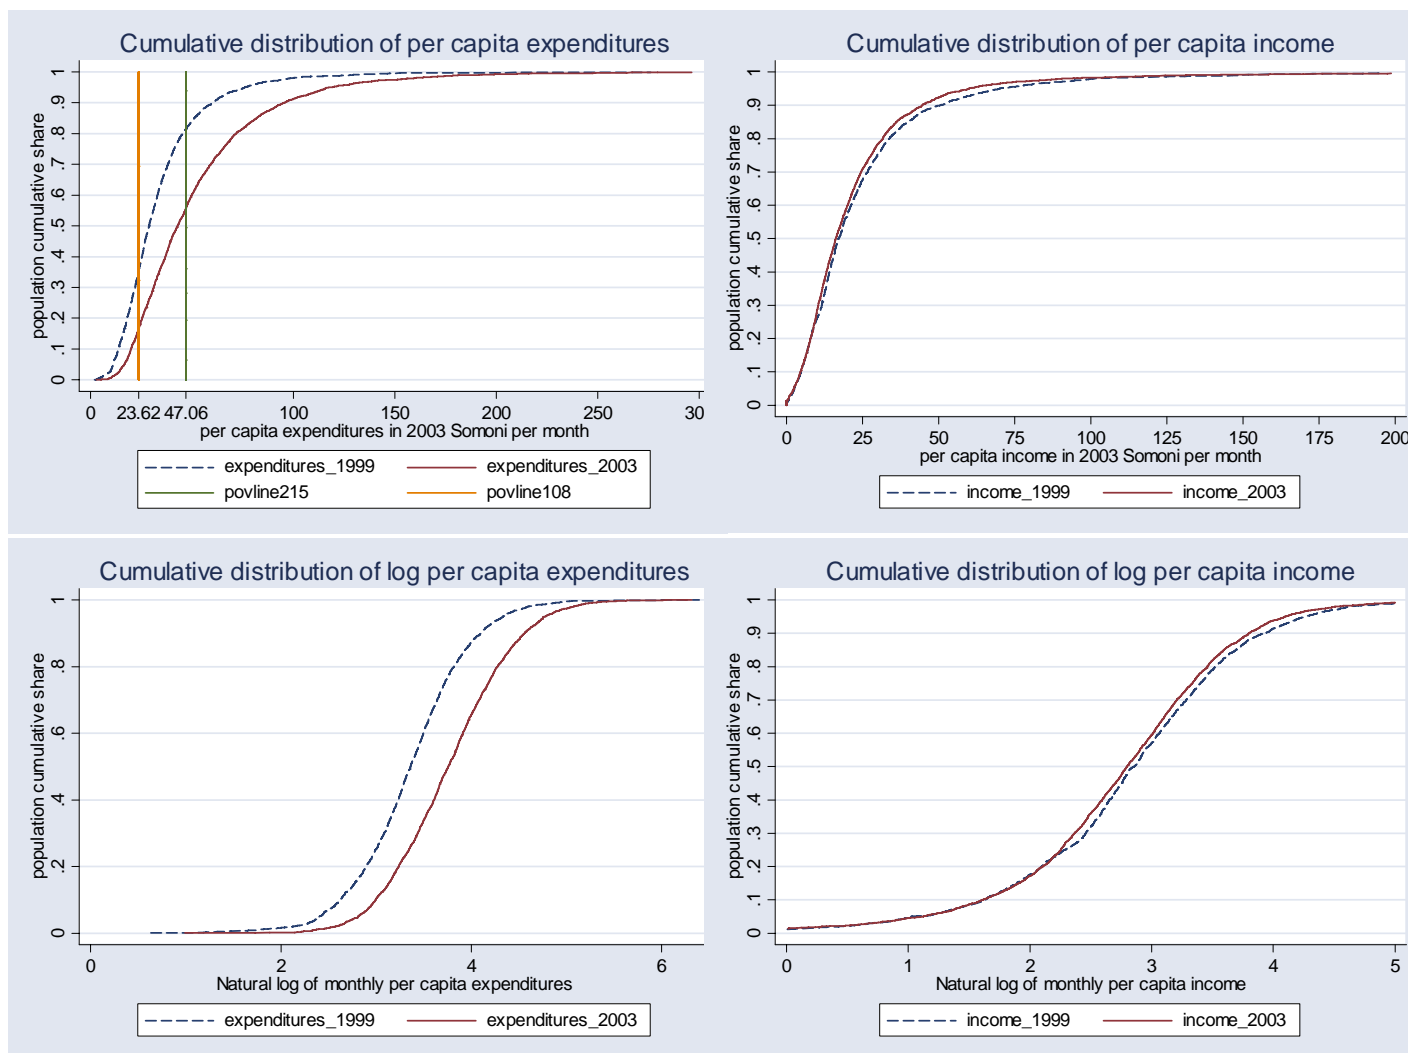 Cumulative distribution of per capita expenditures
population cumulative share
1
.9
.8
.7
.6
.5
.4
.3
.2
.1
0
0 23.62 47.06 100 150 200 250 30
per capita expenditures in 2003 Somoni per month
expenditures_1999 expenditures_2003
povline215 povline108
Cumulative distribution of per capita income
population cumulative share
1
.9
.8
.7
.6
.5
.4
.3
.2
.1
0
0 25 50 75 100 125 150 175 200
per capita income in 2003 Somoni per month
income_1999 income_2003
Cumulative distribution of log per capita expenditures
population cumulative share
1
.8
.6
.4
.2
0
0 2 4 6
Natural log of monthly per capita expenditures
expenditures_1999 expenditures_2003
Cumulative distribution of log per capita income
population cumulative share
1
.9
.8
.7
.6
.5
.4
.3
.2
.1
0
0 1 2 3 4 5
Natural log of monthly per capita income
income_1999 income_2003